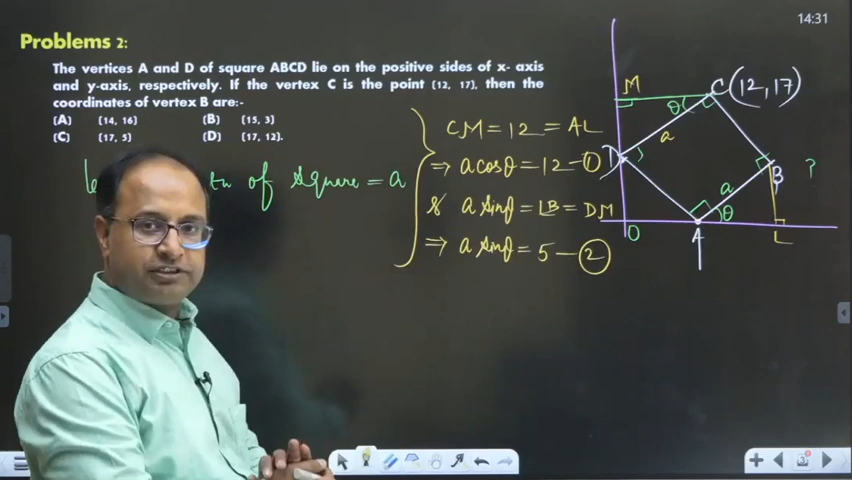 14:31
Problems 2:
The vertices A and D of square ABCD lie on the positive sides of x- axis
and y-axis, respectively. If the vertex C is the point (12, 17), then the
coordinates of vertex B are:-
(A) (14, 16) (B) (15, 3)
(C) (17, 5) (D) (17, 12).
of square = a
CM = 12 = AL
⇒ a cosθ = 12 - ①
& a sinθ = LB = DM
⇒ a sinθ = 5 - ②
M
C (12, 17)
θ
a
D
B ?
a
θ
O
A
L